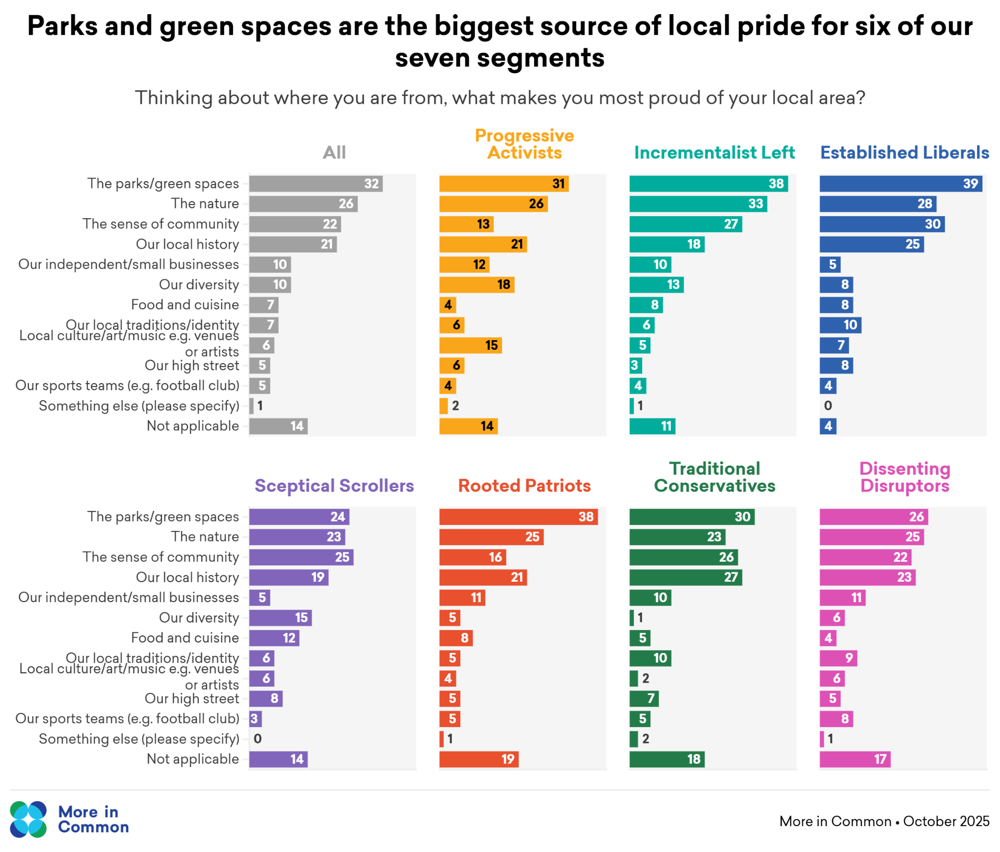 Parks and green spaces are the biggest source of local pride for six of our
seven segments
Thinking about where you are from, what makes you most proud of your local area?
All
Progressive
Activists
Incrementalist Left
Established Liberals
The parks/green spaces 32 31 38 39
The nature 26 26 33 28
The sense of community 22 13 27 30
Our local history 21 21 18 25
Our independent/small businesses 10 12 10 5
Our diversity 10 18 13 8
Food and cuisine 7 4 8 8
Our local traditions/identity 7 6 6 10
Local culture/art/music e.g. venues
or artists 6 15 5 7
Our high street 5 6 3 8
Our sports teams (e.g. football club) 5 4 4 4
Something else (please specify) 1 2 1 0
Not applicable 14 14 11 4
Sceptical Scrollers
Rooted Patriots
Traditional
Conservatives
Dissenting
Disruptors
The parks/green spaces 24 38 30 26
The nature 23 25 23 25
The sense of community 25 16 26 22
Our local history 19 21 27 23
Our independent/small businesses 5 11 10 11
Our diversity 15 5 1 6
Food and cuisine 12 8 5 4
Our local traditions/identity 6 5 10 9
Local culture/art/music e.g. venues
or artists 6 4 2 6
Our high street 8 5 7 5
Our sports teams (e.g. football club) 3 5 5 8
Something else (please specify) 0 1 2 1
Not applicable 14 19 18 17
More in
Common
More in Common • October 2025